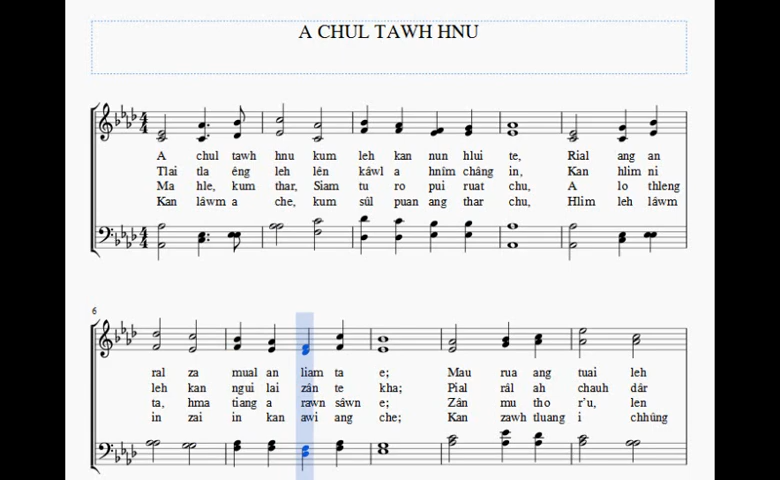 A CHUL TAWH HNU
A chul tawh hnu kum leh kan nun hlui te, Rial ang an
Tlai tla êng leh lên kâwl a hnîm châng in, Kan hlim ni
Ma hle, kum thar, Siam tu ro pui ruat chu, A lo thleng
Kan lâwm a che, kum sûl puan ang thar chu, Hlim leh lâwm
6
ral za mual an liam ta e; Mau rua ang tuai leh
leh kan ngui lai zân te kha; Pial râl ah chauh dâr
ta, hma tiang a rawn sâwn e; Zân mu tho r'u, len
in zai in kan awi ang che; Kan zawh tluang i chhûng